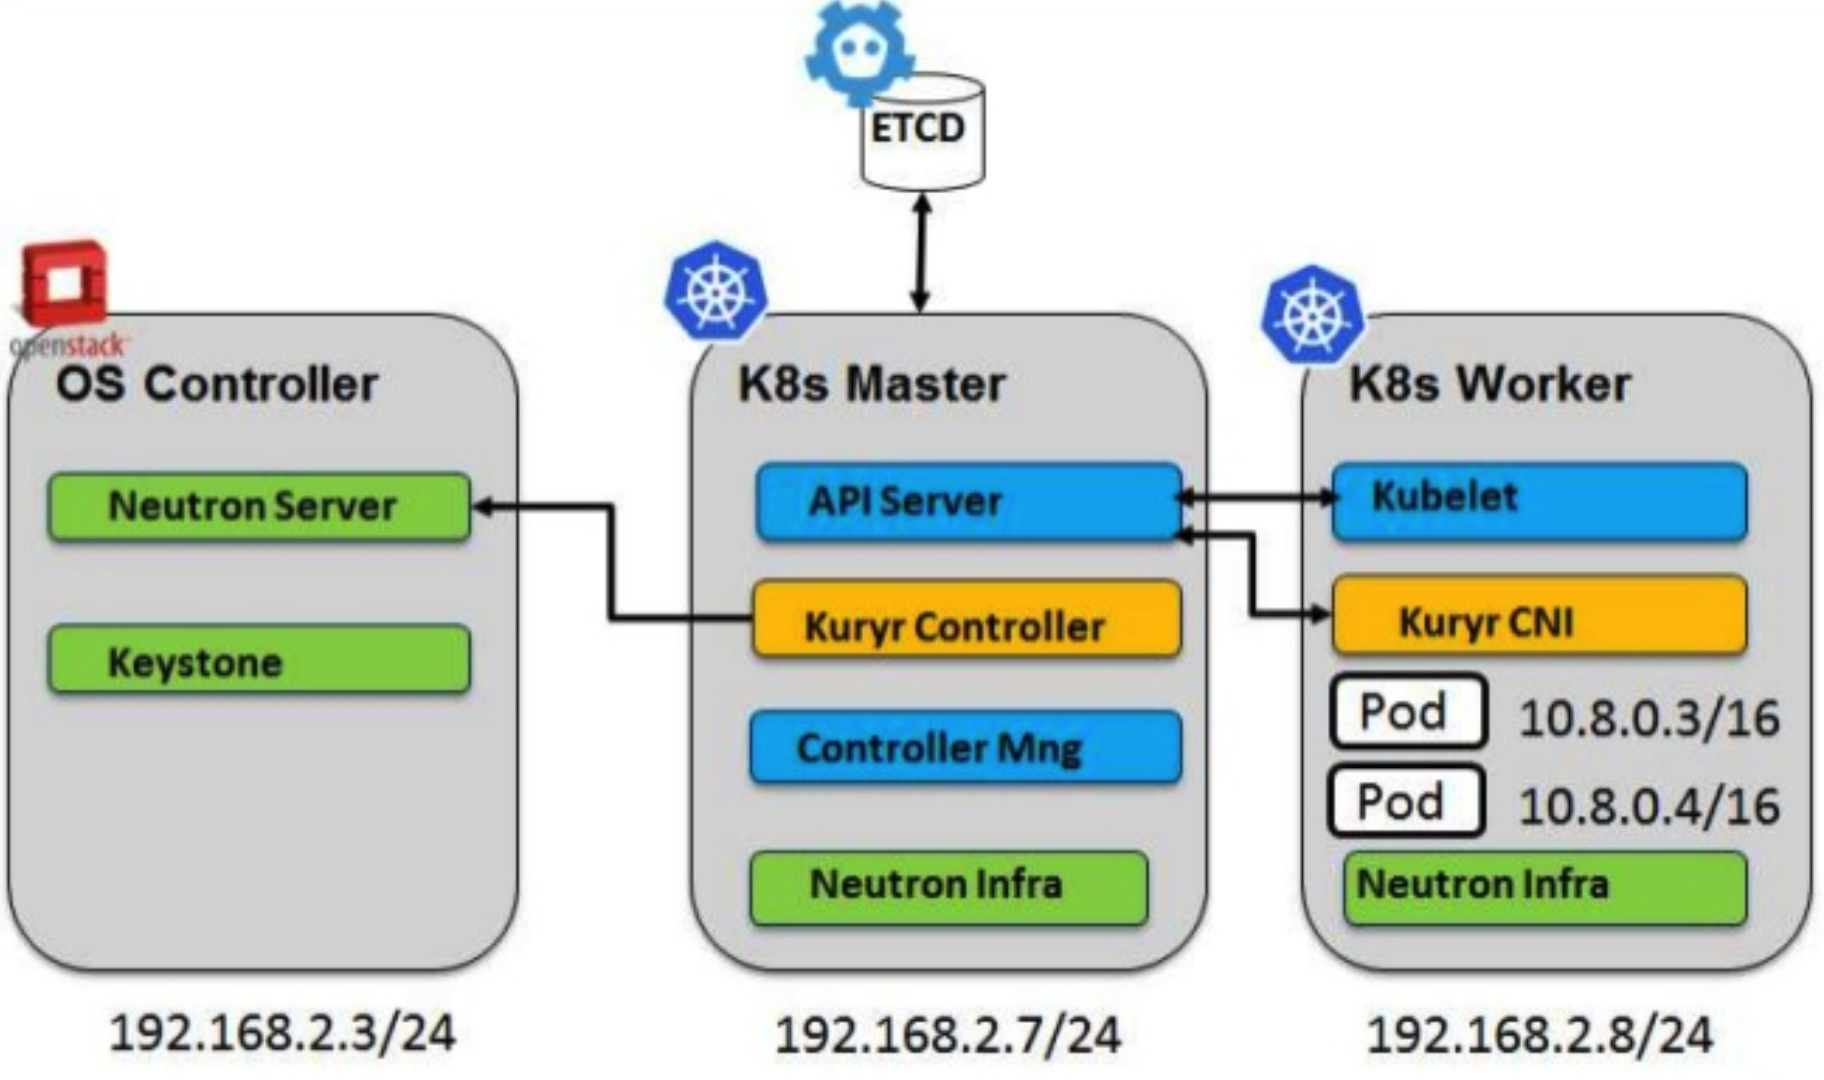 ETCD
openstack
OS Controller
Neutron Server
Keystone
192.168.2.3/24
K8s Master
API Server
Kuryr Controller
Controller Mng
Neutron Infra
192.168.2.7/24
K8s Worker
Kubelet
Kuryr CNI
Pod 10.8.0.3/16
Pod 10.8.0.4/16
Neutron Infra
192.168.2.8/24